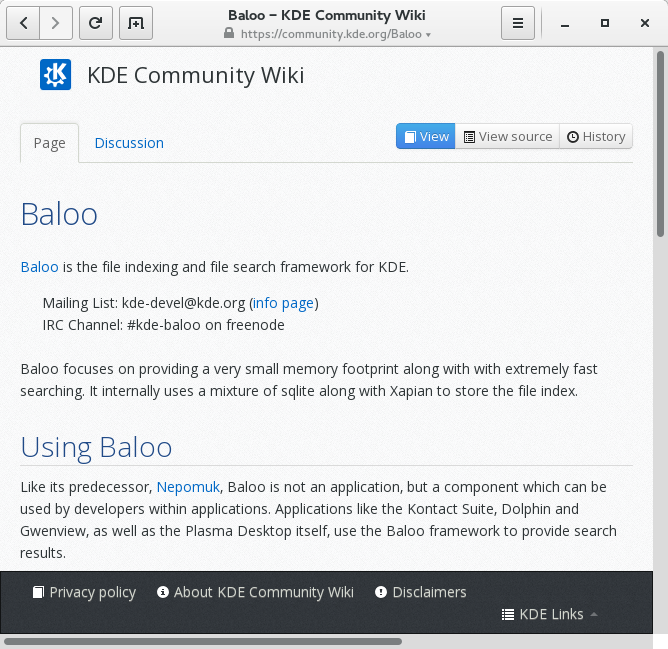 Baloo – KDE Community Wiki
https://community.kde.org/Baloo
KDE Community Wiki
Page Discussion View View source History
Baloo
Baloo is the file indexing and file search framework for KDE.
Mailing List: kde-devel@kde.org (info page)
IRC Channel: #kde-baloo on freenode
Baloo focuses on providing a very small memory footprint along with with extremely fast
searching. It internally uses a mixture of sqlite along with Xapian to store the file index.
Using Baloo
Like its predecessor, Nepomuk, Baloo is not an application, but a component which can be
used by developers within applications. Applications like the Kontact Suite, Dolphin and
Gwenview, as well as the Plasma Desktop itself, use the Baloo framework to provide search
results.
Privacy policy About KDE Community Wiki Disclaimers
KDE Links